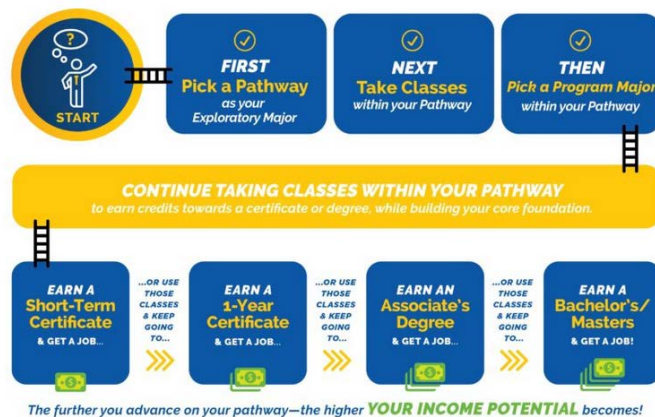 ?
START
FIRST
Pick a Pathway
as your
Exploratory Major
NEXT
Take Classes
within your Pathway
THEN
Pick a Program Major
within your Pathway
CONTINUE TAKING CLASSES WITHIN YOUR PATHWAY
to earn credits towards a certificate or degree, while building your core foundation.
EARN A
Short-Term
Certificate
& GET A JOB...
...OR USE
THOSE
CLASSES
& KEEP
GOING
TO...
EARN A
1-Year
Certificate
& GET A JOB...
...OR USE
THOSE
CLASSES
& KEEP
GOING
TO...
EARN AN
Associate's
Degree
& GET A JOB...
...OR USE
THOSE
CLASSES
& KEEP
GOING
TO...
EARN A
Bachelor's/
Masters
& GET A JOB!
The further you advance on your pathway—the higher YOUR INCOME POTENTIAL becomes!